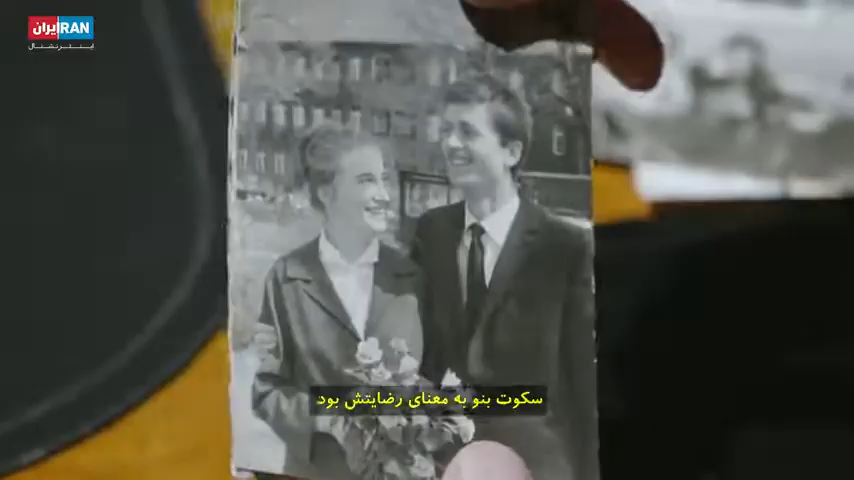 ایران IRAN
اینترنشنال
سکوت بنو به معنای رضایتش بود